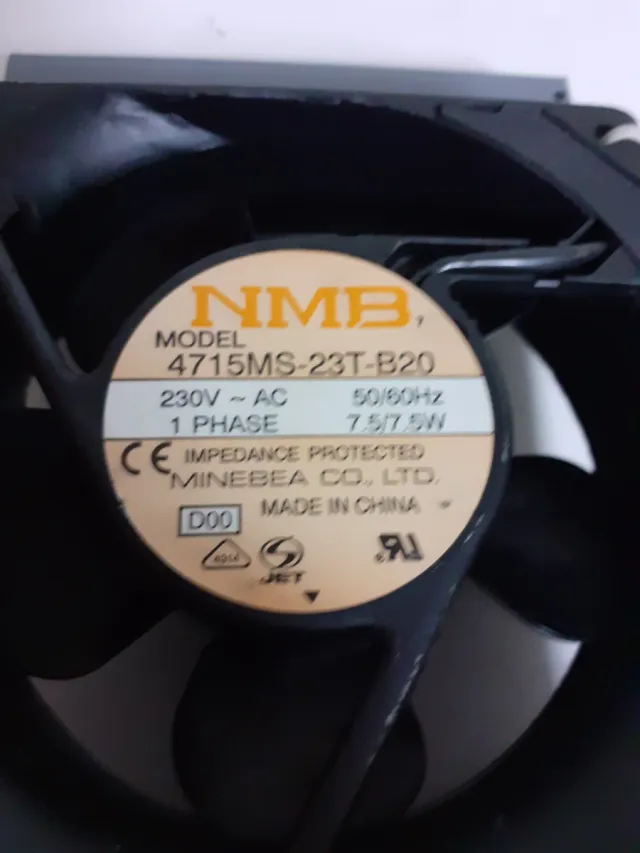 NMB
MODEL
4715MS-23T-B20
230V ~ AC 50/60Hz
1 PHASE 7.5/7.5W
CE IMPEDANCE PROTECTED
MINEBEA CO., LTD.
MADE IN CHINA
D00
JET